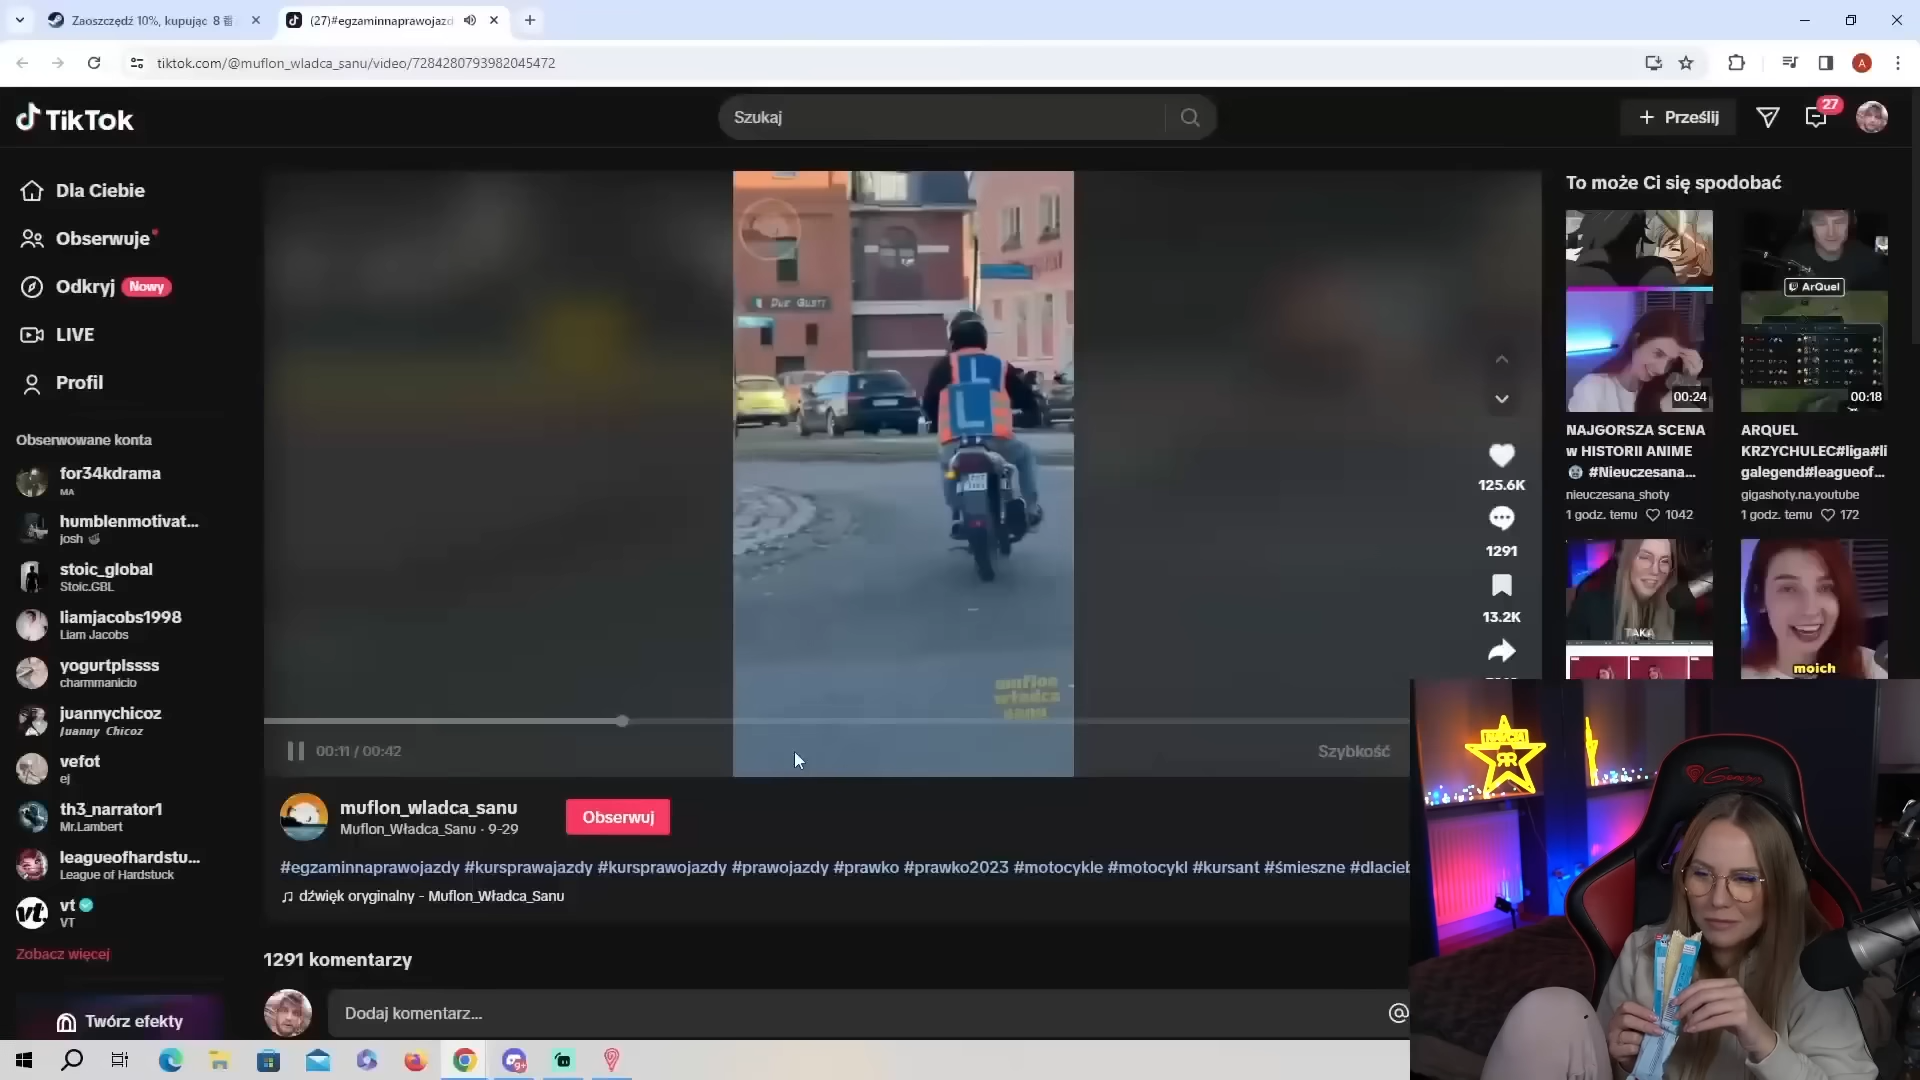 Zaoszczędź 10%, kupując
(27)#egzaminnaprawojazd
tiktok.com/@muflon_wladca_sanu/video/7284280793982045472
A
TikTok
Szukaj
Prześlij
27
Dla Ciebie
Obserwuje
Odkryj Nowy
LIVE
Profil
Obserwowane konta
for34kdrama
MA
humblenmotivat...
josh
stoic_global
Stoic.GBL
liamjacobs1998
Liam Jacobs
yogurtplssss
charmmanicio
juannychicoz
Juanny Chicoz
vefot
ej
th3_narrator1
Mr.Lambert
leagueofhardstu...
League of Hardstuck
vt
VT
Zobacz więcej
Twórz efekty
L
L
muflon
władca
sanu
125.6K
1291
13.2K
00:11 / 00:42
Szybkość
muflon_wladca_sanu
Muflon_Władca_Sanu · 9-29
Obserwuj
#egzaminnaprawojazdy #kursprawajazdy #kursprawojazdy #prawojazdy #prawko #prawko2023 #motocykle #motocykl #kursant #śmieszne #dlacieb
dźwięk oryginalny - Muflon_Władca_Sanu
1291 komentarzy
Dodaj komentarz...
@
To może Ci się spodobać
00:24
NAJGORSZA SCENA
w HISTORII ANIME
#Nieuczesana...
nieuczesana_shoty
1 godz. temu 1042
ArQuel
00:18
ARQUEL
KRZYCHULEC#liga#li
galegend#leagueof...
gigashoty.na.youtube
1 godz. temu 172
TAKA
moich
Genesis